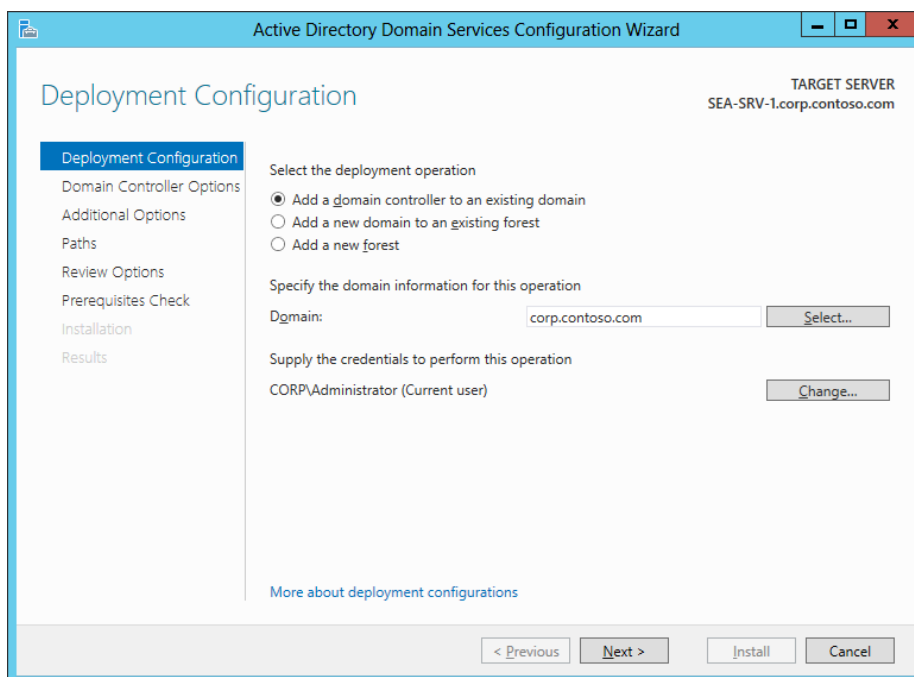 Active Directory Domain Services Configuration Wizard
Deployment Configuration
TARGET SERVER
SEA-SRV-1.corp.contoso.com
Deployment Configuration
Domain Controller Options
Additional Options
Paths
Review Options
Prerequisites Check
Installation
Results
Select the deployment operation
Add a domain controller to an existing domain
Add a new domain to an existing forest
Add a new forest
Specify the domain information for this operation
Domain: corp.contoso.com Select...
Supply the credentials to perform this operation
CORP\Administrator (Current user) Change...
More about deployment configurations
< Previous Next > Install Cancel